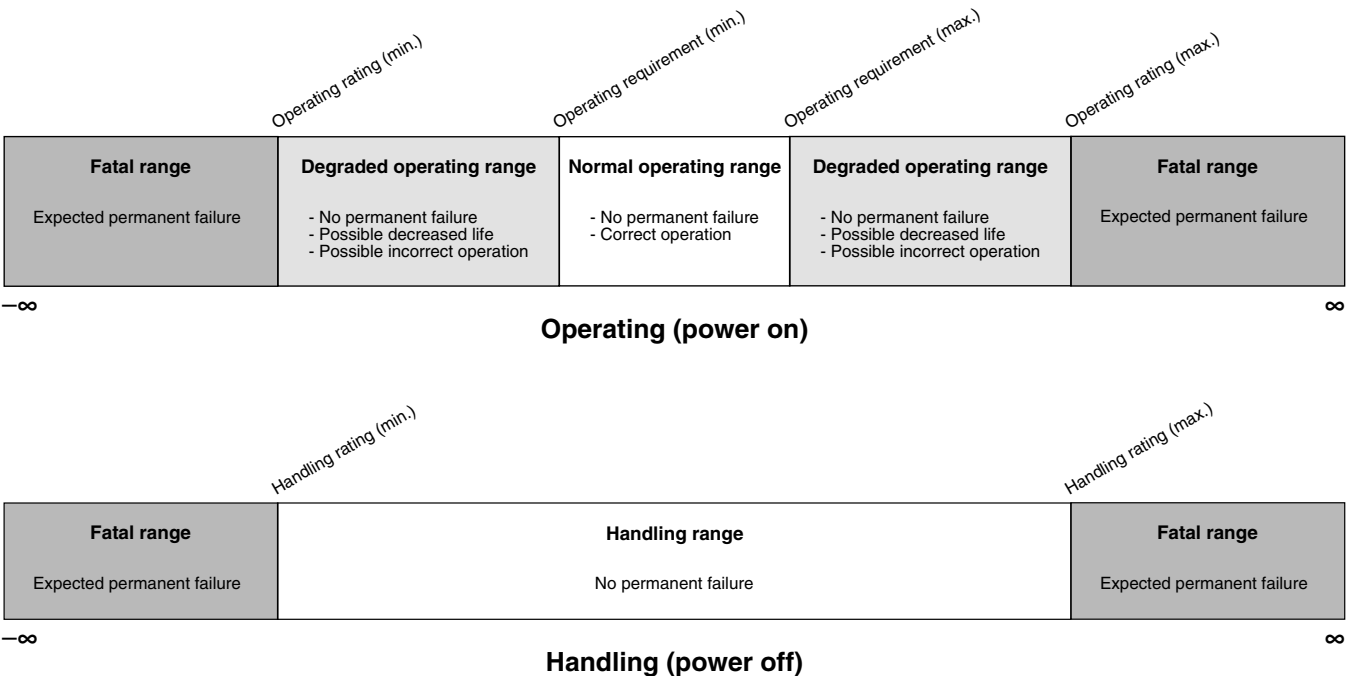 Operating rating (min.)
Operating requirement (min.)
Operating requirement (max.)
Operating rating (max.)
Fatal range
Degraded operating range
Normal operating range
Degraded operating range
Fatal range
Expected permanent failure
- No permanent failure
- Possible decreased life
- Possible incorrect operation
- No permanent failure
- Correct operation
- No permanent failure
- Possible decreased life
- Possible incorrect operation
Expected permanent failure
–∞
∞
Operating (power on)
Handling rating (min.)
Handling rating (max.)
Fatal range
Handling range
Fatal range
Expected permanent failure
No permanent failure
Expected permanent failure
–∞
∞
Handling (power off)